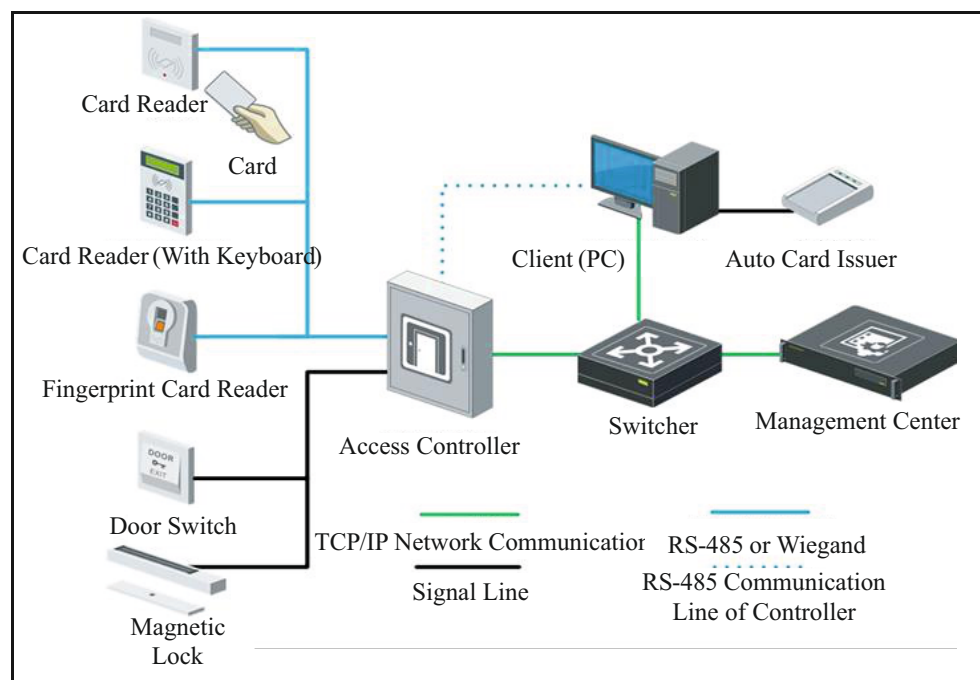 Card Reader
Card
Card Reader (With Keyboard)
Fingerprint Card Reader
DOOR
EXIT
Door Switch
Magnetic
Lock
Access Controller
Client (PC)
Auto Card Issuer
Switcher
Management Center
TCP/IP Network Communication
Signal Line
RS-485 or Wiegand
RS-485 Communication
Line of Controller